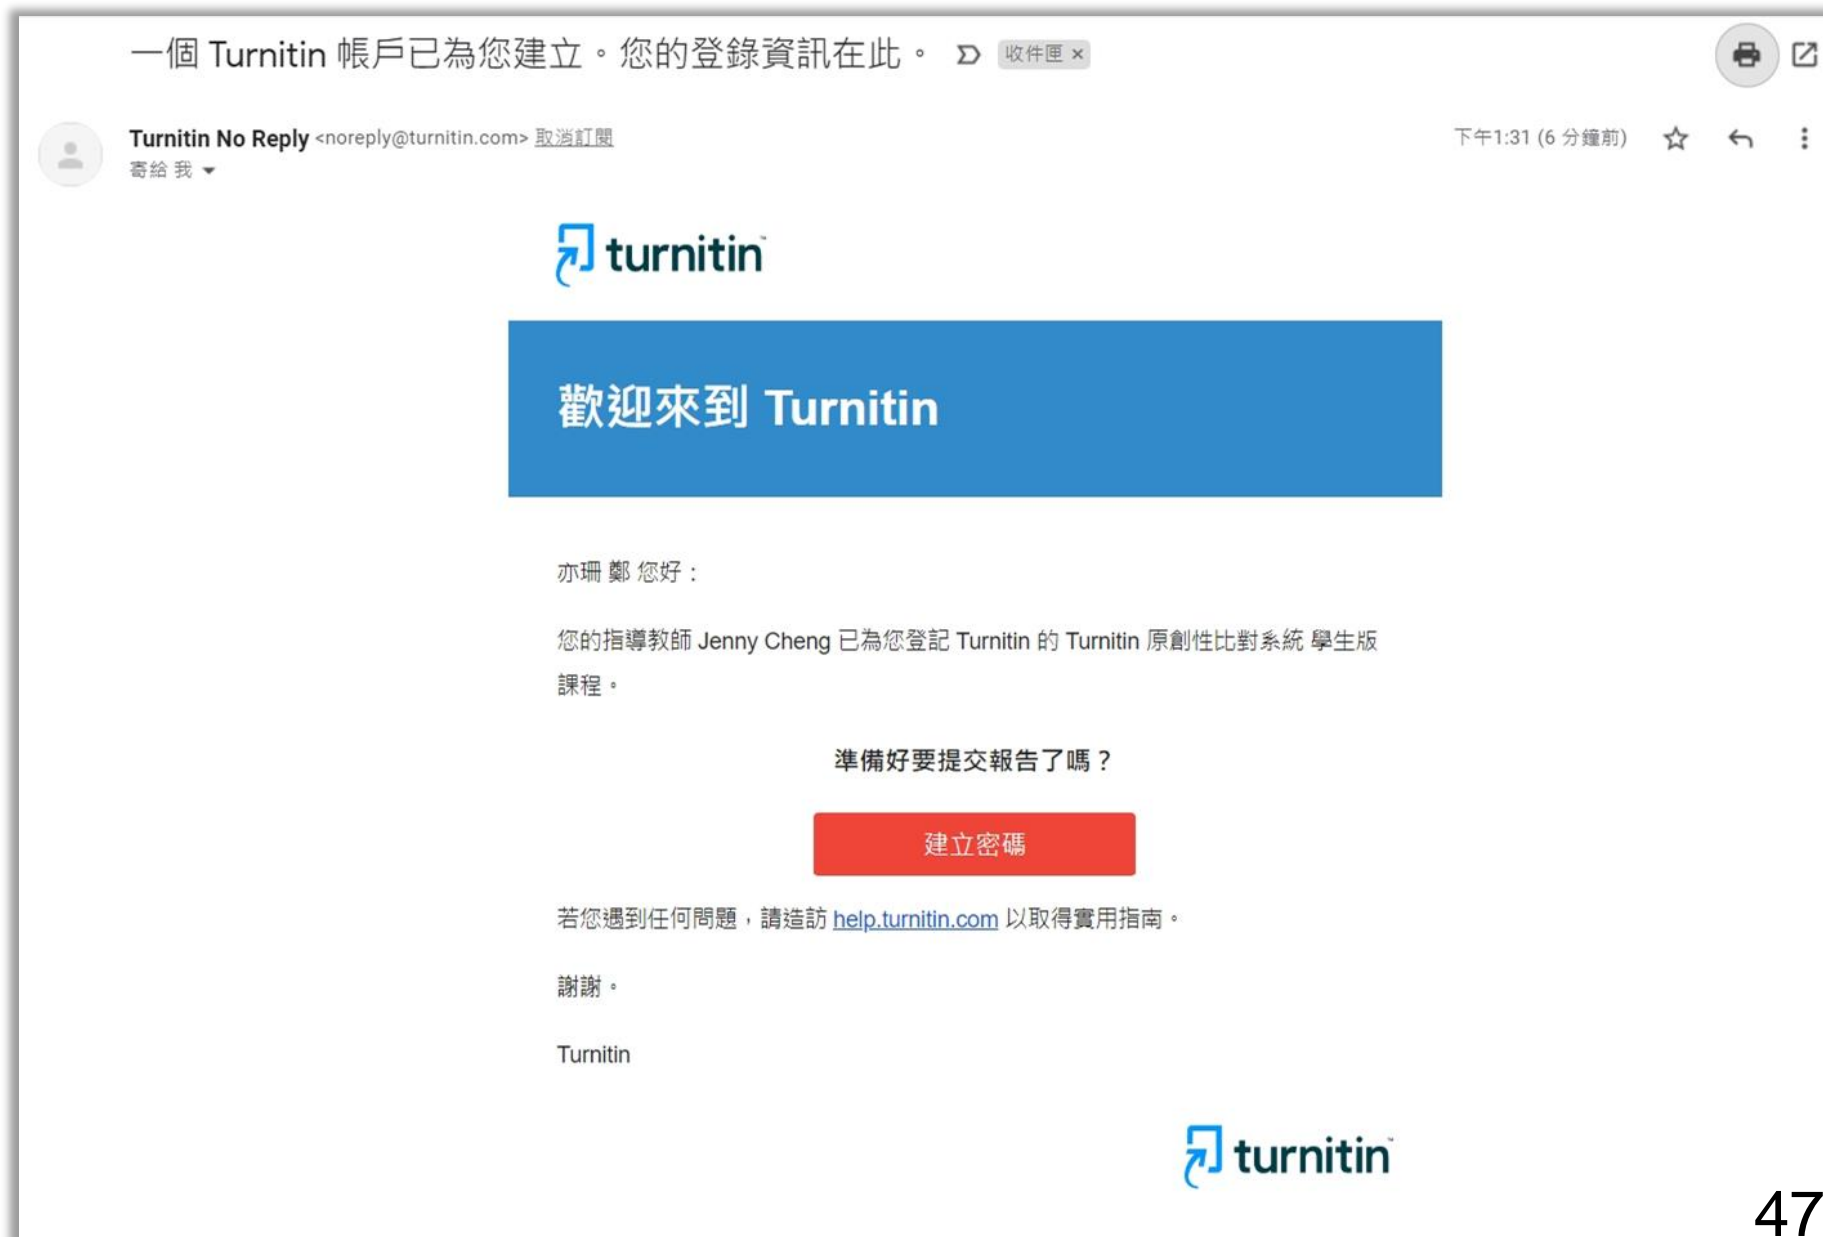 一個 Turnitin 帳戶已為您建立。您的登錄資訊在此。 收件匣 ×
Turnitin No Reply <noreply@turnitin.com> 取消訂閱
下午1:31 (6 分鐘前)
寄給 我
turnitin™
歡迎來到 Turnitin
亦珊 鄭 您好：
您的指導教師 Jenny Cheng 已為您登記 Turnitin 的 Turnitin 原創性比對系統 學生版
課程。
準備好要提交報告了嗎？
建立密碼
若您遇到任何問題，請造訪 help.turnitin.com 以取得實用指南。
謝謝。
Turnitin
turnitin™
47